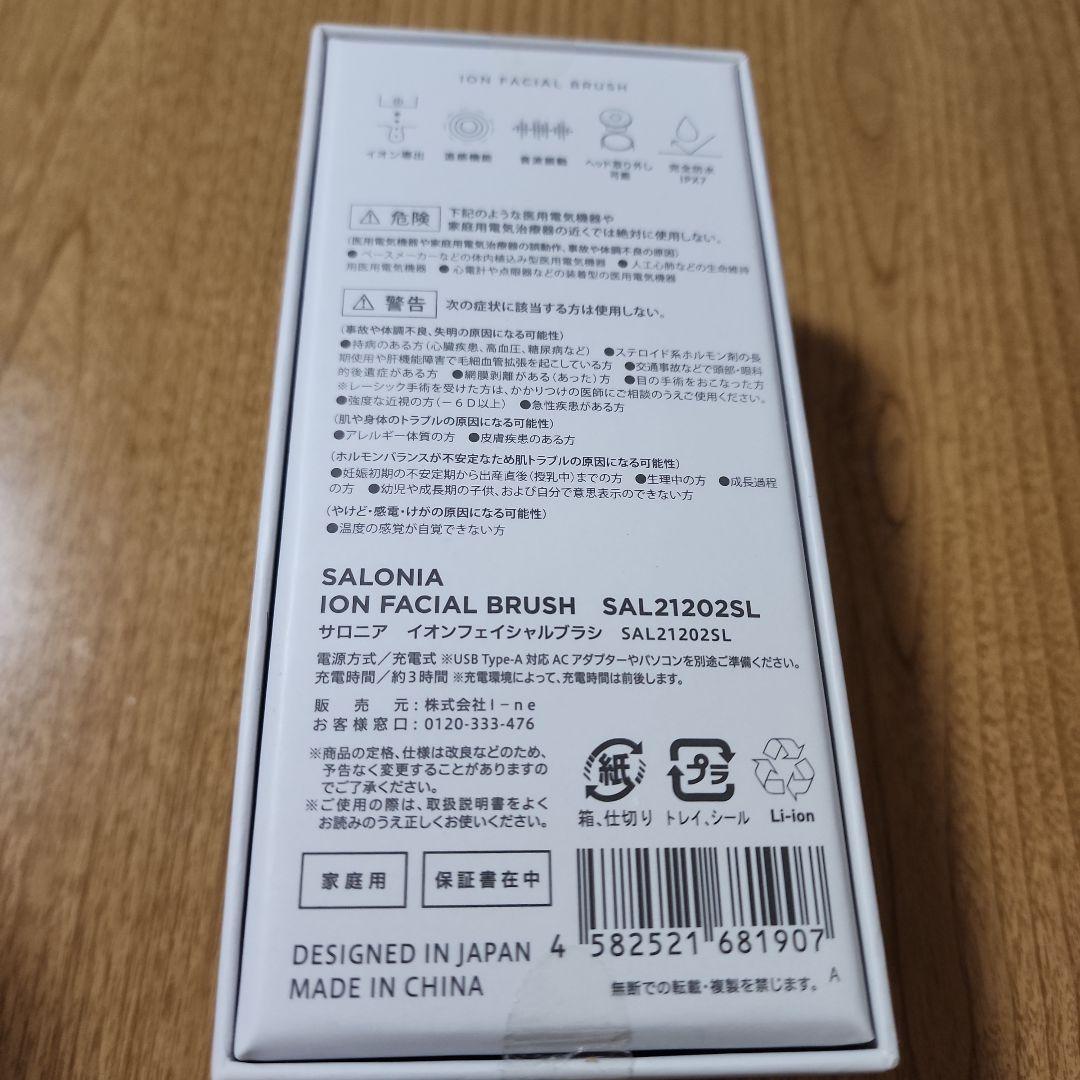 ION FACIAL BRUSH
イオン導出 温感機能 音波振動 ヘッド取り外し可能 完全防水 IPX7
危険 下記のような医用電気機器や
家庭用電気治療器の近くでは絶対に使用しない。
(医用電気機器や家庭用電気治療器の誤動作、事故や体調不良の原因)
●ペースメーカーなどの体内植込み型医用電気機器 ●人工心肺などの生命維持
用医用電気機器 ●心電計や点眼器などの装着型の医用電気機器
警告 次の症状に該当する方は使用しない。
(事故や体調不良、失明の原因になる可能性)
●持病のある方(心臓疾患、高血圧、糖尿病など) ●ステロイド系ホルモン剤の長
期使用や肝機能障害で毛細血管拡張を起こしている方 ●交通事故などで頭部・眼科
的後遺症がある方 ●網膜剥離がある(あった)方 ●目の手術をおこなった方
※レーシック手術を受けた方は、かかりつけの医師にご相談のうえご使用ください。
●強度な近視の方(－6D以上) ●急性疾患がある方
(肌や身体のトラブルの原因になる可能性)
●アレルギー体質の方 ●皮膚疾患のある方
(ホルモンバランスが不安定なため肌トラブルの原因になる可能性)
●妊娠初期の不安定期から出産直後(授乳中)までの方 ●生理中の方 ●成長過程
の方 ●幼児や成長期の子供、および自分で意思表示のできない方
(やけど・感電・けがの原因になる可能性)
●温度の感覚が自覚できない方
SALONIA
ION FACIAL BRUSH SAL21202SL
サロニア イオンフェイシャルブラシ SAL21202SL
電源方式／充電式 ※USB Type-A 対応 AC アダプターやパソコンを別途ご準備ください。
充電時間／約3時間 ※充電環境によって、充電時間は前後します。
販売元：株式会社I－ne
お客様窓口：0120-333-476
※商品の定格、仕様は改良などのため、
予告なく変更することがありますの
でご了承ください。
※ご使用の際は、取扱説明書をよく
お読みのうえ正しくお使いください。
紙 プラ
箱、仕切り トレイ、シール Li-ion
家庭用 保証書在中
DESIGNED IN JAPAN
MADE IN CHINA
4 582521 681907
無断での転載・複製を禁じます。 A